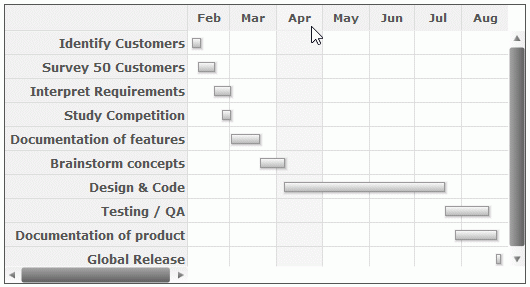 Feb Mar Apr May Jun Jul Aug
Identify Customers
Survey 50 Customers
Interpret Requirements
Study Competition
Documentation of features
Brainstorm concepts
Design & Code
Testing / QA
Documentation of product
Global Release